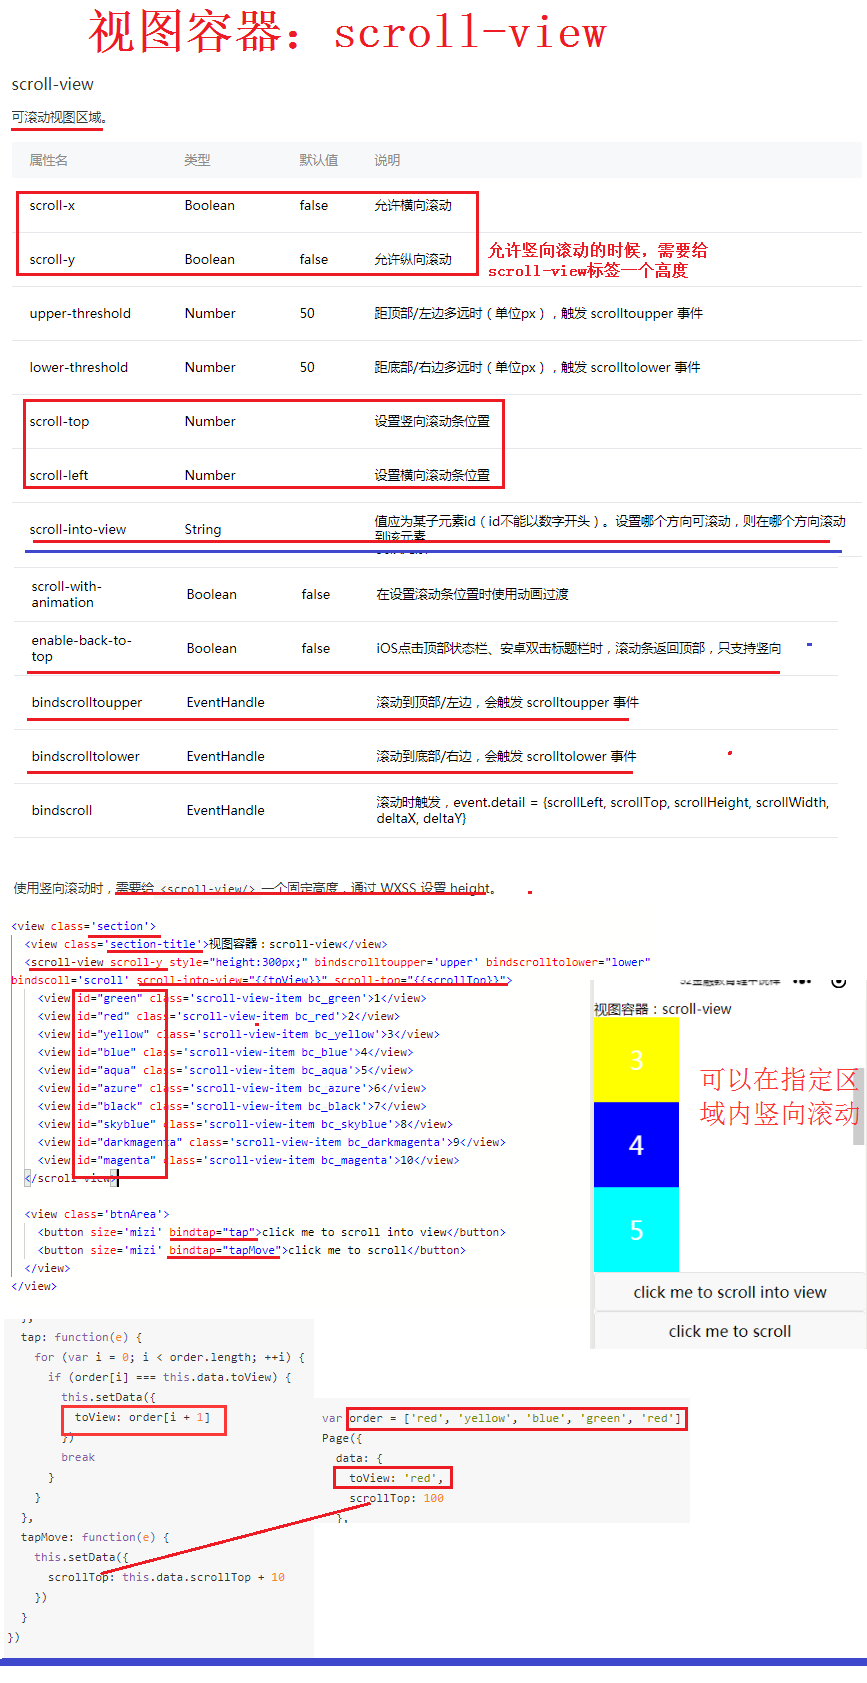 视图容器：scroll-view
scroll-view
可滚动视图区域。
属性名 类型 默认值 说明
scroll-x Boolean false 允许横向滚动
scroll-y Boolean false 允许纵向滚动
允许竖向滚动的时候，需要给
scroll-view标签一个高度
upper-threshold Number 50 距顶部/左边多远时（单位px），触发 scrolltoupper 事件
lower-threshold Number 50 距底部/右边多远时（单位px），触发 scrolltolower 事件
scroll-top Number 设置竖向滚动条位置
scroll-left Number 设置横向滚动条位置
scroll-into-view String 值应为某子元素id（id不能以数字开头）。设置哪个方向可滚动，则在哪个方向滚动
到该元素
scroll-with-
animation Boolean false 在设置滚动条位置时使用动画过渡
enable-back-to-
top Boolean false iOS点击顶部状态栏、安卓双击标题栏时，滚动条返回顶部，只支持竖向
bindscrolltoupper EventHandle 滚动到顶部/左边，会触发 scrolltoupper 事件
bindscrolltolower EventHandle 滚动到底部/右边，会触发 scrolltolower 事件
bindscroll EventHandle 滚动时触发，event.detail = {scrollLeft, scrollTop, scrollHeight, scrollWidth,
deltaX, deltaY}
使用竖向滚动时，需要给 <scroll-view/> 一个固定高度，通过 WXSS 设置 height。
<view class='section'>
<view class='section-title'>视图容器：scroll-view</view>
<scroll-view scroll-y style="height:300px;" bindscrolltoupper='upper' bindscrolltolower="lower"
bindscoll='scroll' scroll-into-view="{{toView}}" scroll-top="{{scrollTop}}">
<view id="green" class='scroll-view-item bc_green'>1</view>
<view id="red" class='scroll-view-item bc_red'>2</view>
<view id="yellow" class='scroll-view-item bc_yellow'>3</view>
<view id="blue" class='scroll-view-item bc_blue'>4</view>
<view id="aqua" class='scroll-view-item bc_aqua'>5</view>
<view id="azure" class='scroll-view-item bc_azure'>6</view>
<view id="black" class='scroll-view-item bc_black'>7</view>
<view id="skyblue" class='scroll-view-item bc_skyblue'>8</view>
<view id="darkmagenta" class='scroll-view-item bc_darkmagenta'>9</view>
<view id="magenta" class='scroll-view-item bc_magenta'>10</view>
</scroll-view>
<view class='btnArea'>
<button size='mizi' bindtap="tap">click me to scroll into view</button>
<button size='mizi' bindtap="tapMove">click me to scroll</button>
</view>
</view>
视图容器：scroll-view
3
4
5
可以在指定区
域内竖向滚动
click me to scroll into view
click me to scroll
},
tap: function(e) {
for (var i = 0; i < order.length; ++i) {
if (order[i] === this.data.toView) {
this.setData({
toView: order[i + 1]
})
break
}
}
},
tapMove: function(e) {
this.setData({
scrollTop: this.data.scrollTop + 10
})
}
})
var order = ['red', 'yellow', 'blue', 'green', 'red']
Page({
data: {
toView: 'red',
scrollTop: 100
},